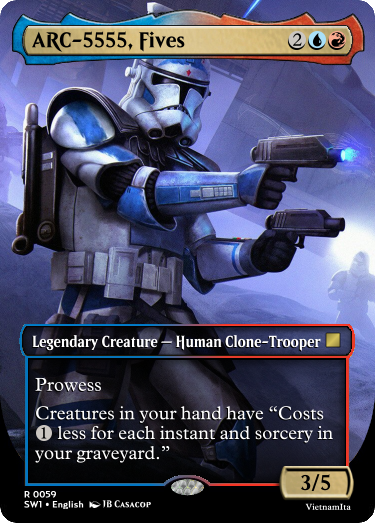 ARC-5555, Fives 2
Legendary Creature — Human Clone-Trooper
Prowess
Creatures in your hand have “Costs
1 less for each instant and sorcery in
your graveyard.”
3/5
R 0059
SW1 • English JB Casacop
VietnamIta